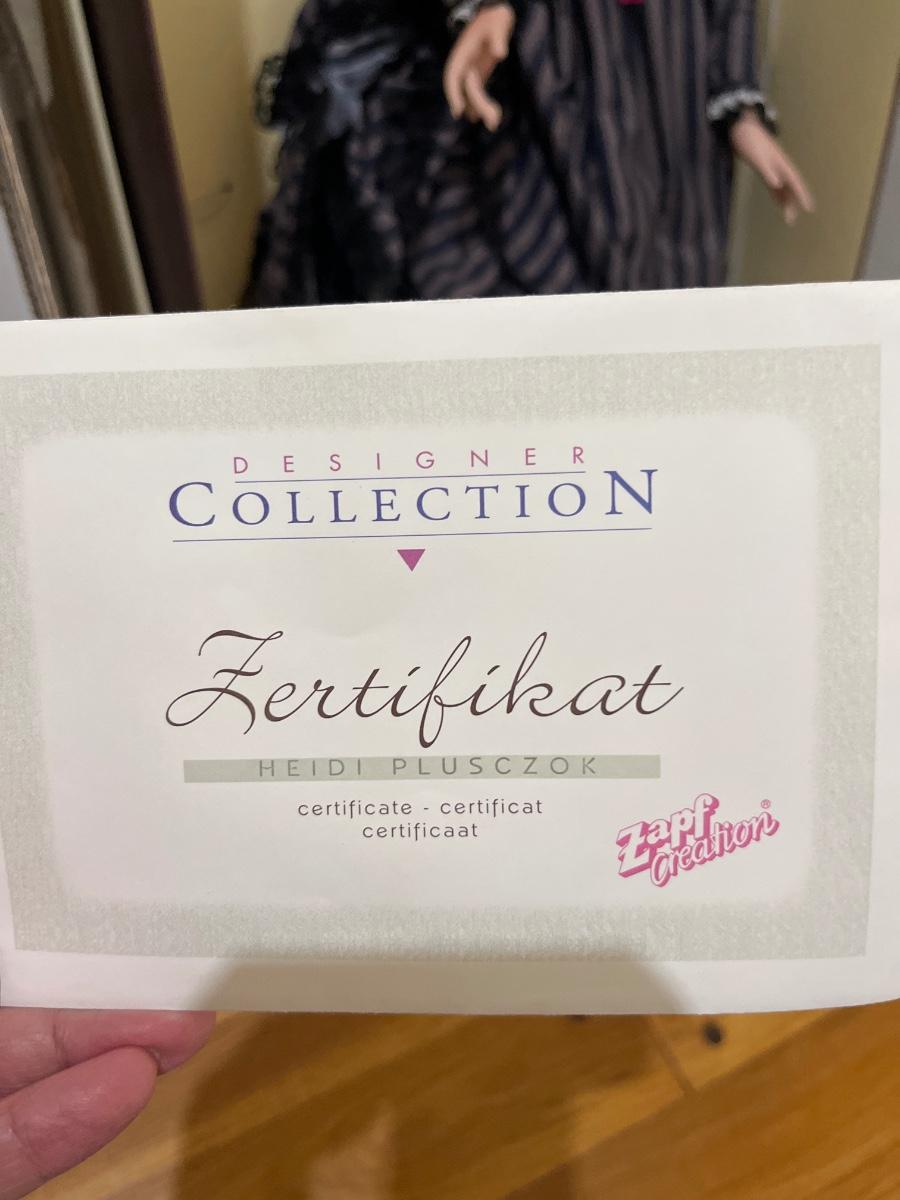 DESIGNER
COLLECTION
Zertifikat
HEIDI PLUSCZOK
certificate - certificat
certificaat
Zapf
Creation®